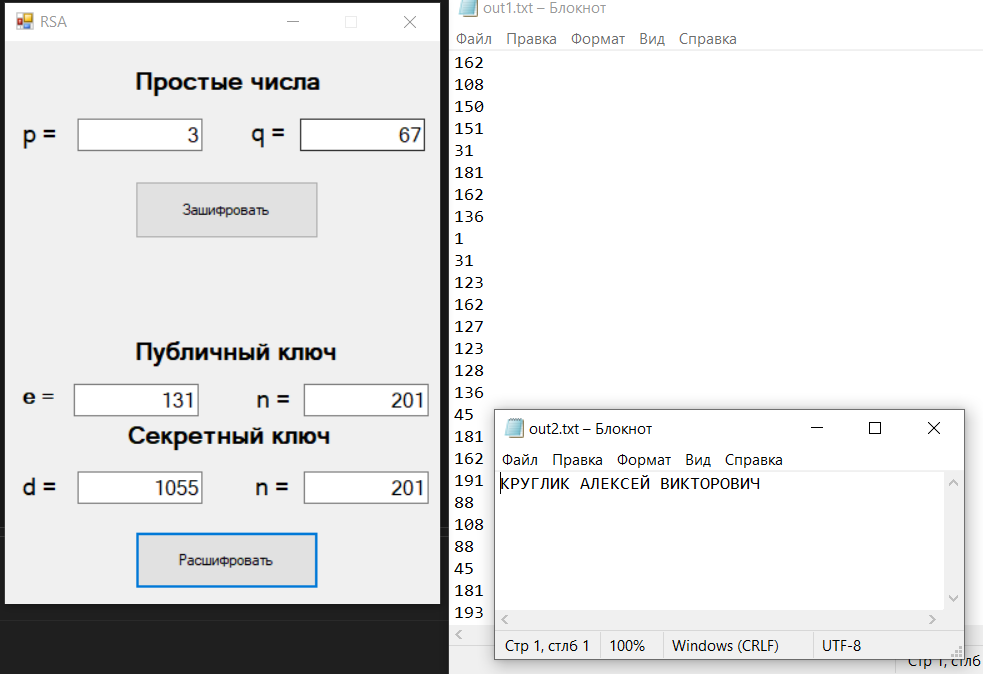 RSA
Простые числа
p = 3 q = 67
Зашифровать
Публичный ключ
e = 131 n = 201
Секретный ключ
d = 1055 n = 201
Расшифровать
out1.txt – Блокнот
Файл Правка Формат Вид Справка
162
108
150
151
31
181
162
136
1
31
123
162
127
123
128
136
45
181
162
191
88
108
88
45
181
193
out2.txt – Блокнот
Файл Правка Формат Вид Справка
КРУГЛИК АЛЕКСЕЙ ВИКТОРОВИЧ
Стр 1, стлб 1 100% Windows (CRLF) UTF-8
Стр 1, стлб